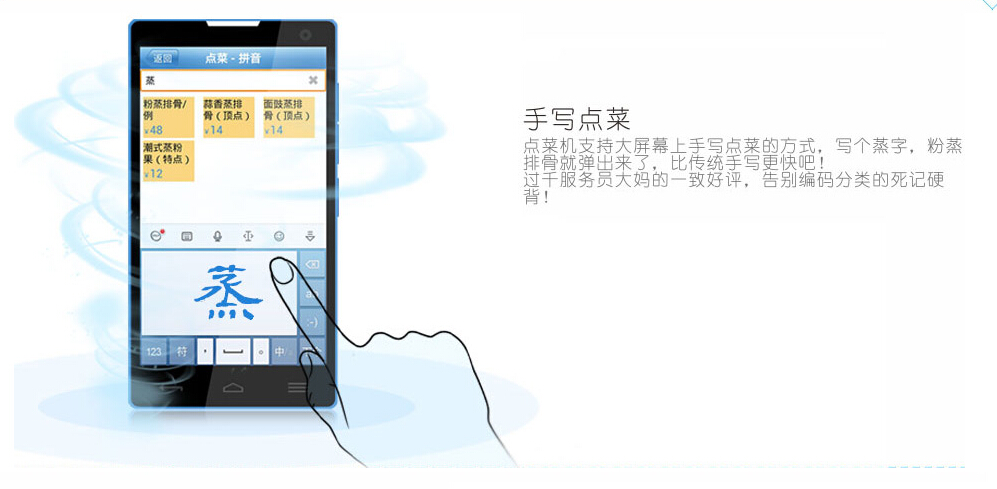 返回
点菜 - 拼音
蒸
粉蒸排骨/
例
¥48
蒜香蒸排
骨（顶点）
¥14
面豉蒸排
骨（顶点）
¥14
潮式蒸粉
果（特点）
¥12
蒸
:-)
123
符
，
。
中
手写点菜
点菜机支持大屏幕上手写点菜的方式，写个蒸字，粉蒸
排骨就弹出来了，比传统手写更快吧！
过千服务员大妈的一致好评，告别编码分类的死记硬
背！